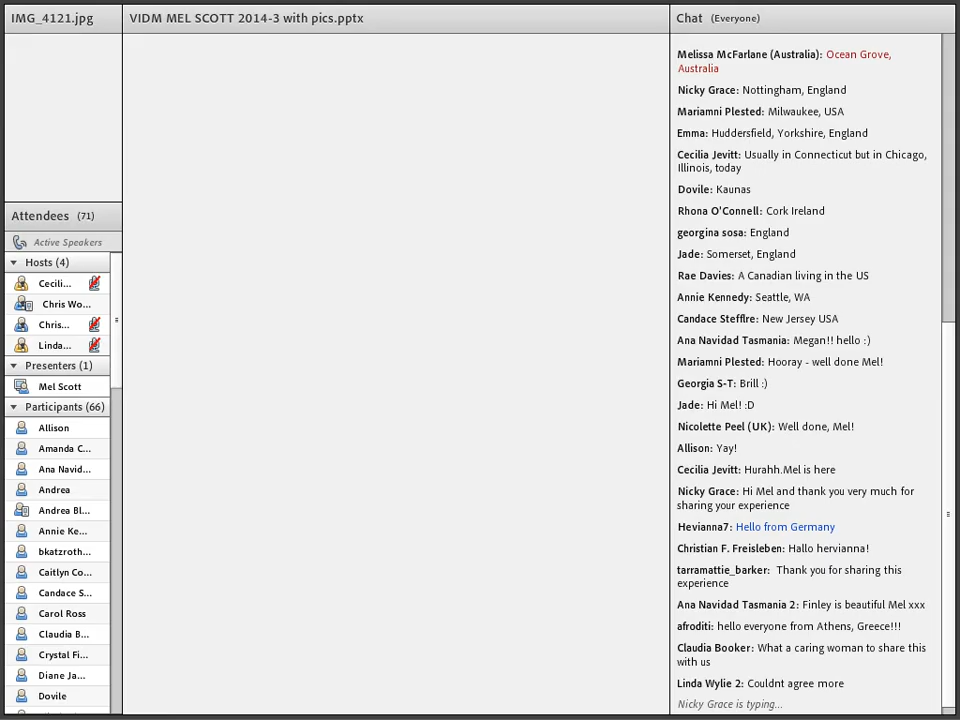 IMG_4121.jpg
VIDM MEL SCOTT 2014-3 with pics.pptx
Chat (Everyone)
Attendees (71)
Active Speakers
Hosts (4)
Cecili...
Chris Wo...
Chris...
Linda...
Presenters (1)
Mel Scott
Participants (66)
Allison
Amanda C...
Ana Navid...
Andrea
Andrea Bl...
Annie Ke...
bkatzroth...
Caitlyn Co...
Candace S...
Carol Ross
Claudia B...
Crystal Fi...
Diane Ja...
Dovile
Melissa McFarlane (Australia): Ocean Grove,
Australia
Nicky Grace: Nottingham, England
Mariamni Plested: Milwaukee, USA
Emma: Huddersfield, Yorkshire, England
Cecilia Jevitt: Usually in Connecticut but in Chicago,
Illinois, today
Dovile: Kaunas
Rhona O'Connell: Cork Ireland
georgina sosa: England
Jade: Somerset, England
Rae Davies: A Canadian living in the US
Annie Kennedy: Seattle, WA
Candace Steffire: New Jersey USA
Ana Navidad Tasmania: Megan!! hello :)
Mariamni Plested: Hooray - well done Mel!
Georgia S-T: Brill :)
Jade: Hi Mel! :D
Nicolette Peel (UK): Well done, Mel!
Allison: Yay!
Cecilia Jevitt: Hurahh.Mel is here
Nicky Grace: Hi Mel and thank you very much for
sharing your experience
Hevianna7: Hello from Germany
Christian F. Freisleben: Hallo hervianna!
tarramattie_barker: Thank you for sharing this
experience
Ana Navidad Tasmania 2: Finley is beautiful Mel xxx
afroditi: hello everyone from Athens, Greece!!!
Claudia Booker: What a caring woman to share this
with us
Linda Wylie 2: Couldnt agree more
Nicky Grace is typing...